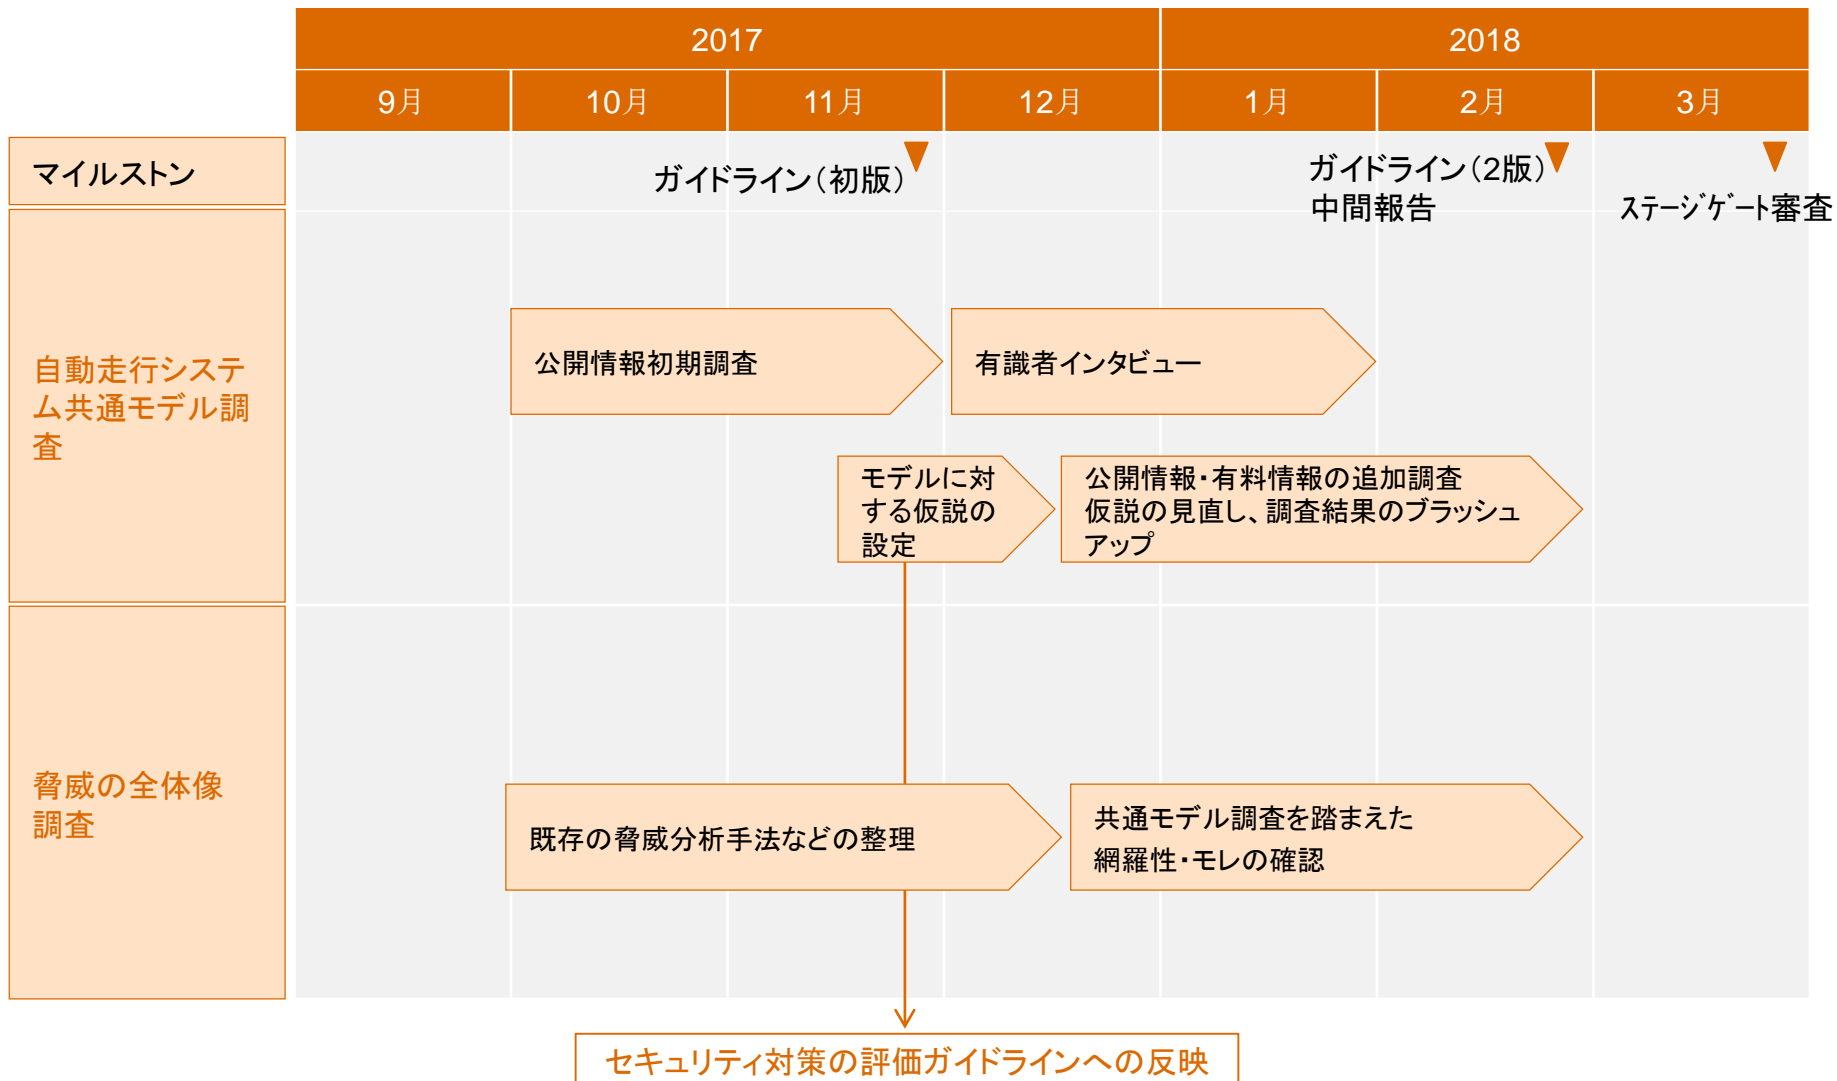 2017
2018
9月
10月
11月
12月
1月
2月
3月
マイルストン
ガイドライン（初版）
ガイドライン（2版）
中間報告
ｽﾃｰｼﾞｹﾞｰﾄ審査
自動走行システ
ム共通モデル調
査
公開情報初期調査
有識者インタビュー
モデルに対
する仮説の
設定
公開情報・有料情報の追加調査
仮説の見直し、調査結果のブラッシュ
アップ
脅威の全体像
調査
既存の脅威分析手法などの整理
共通モデル調査を踏まえた
網羅性・モレの確認
セキュリティ対策の評価ガイドラインへの反映